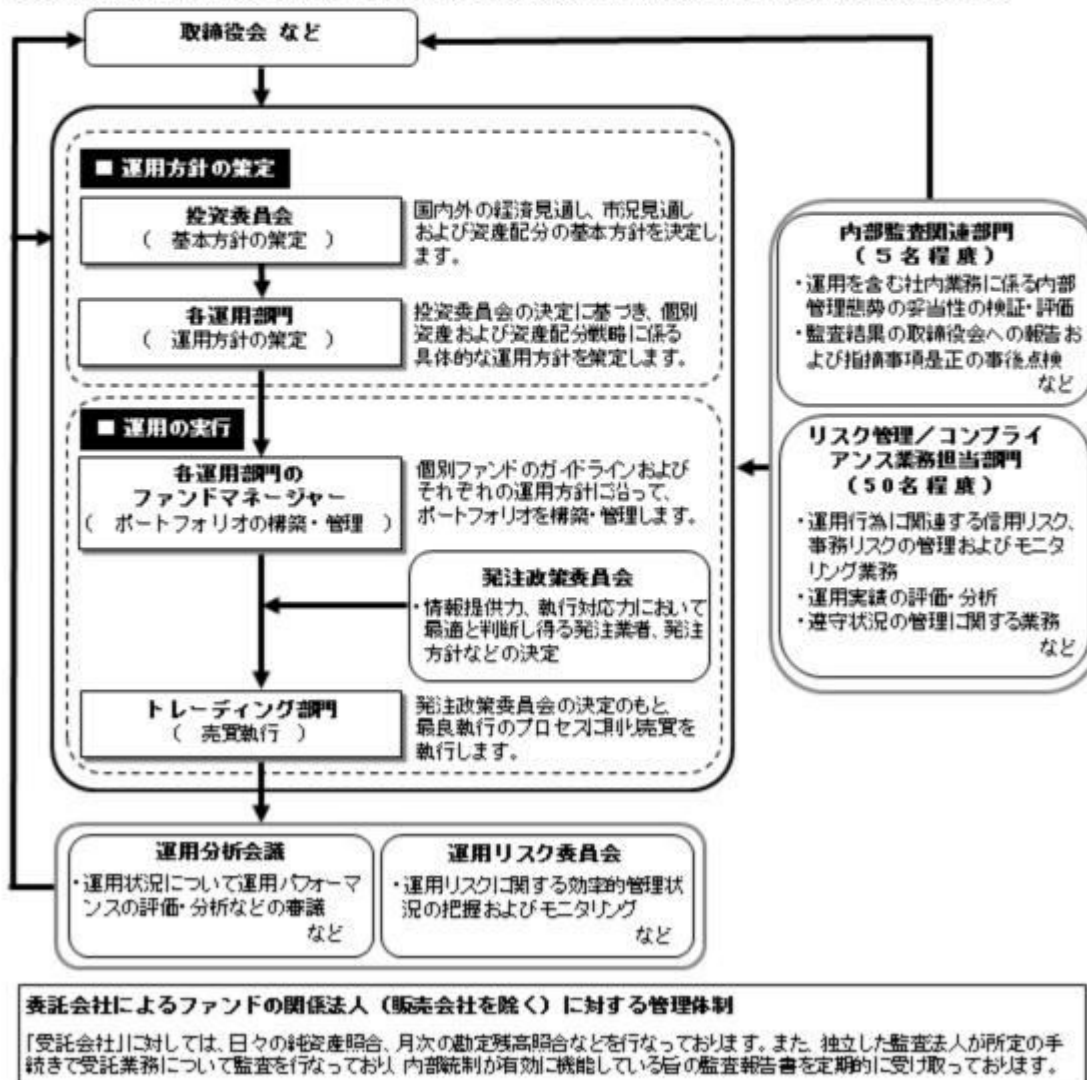 取締役会 など
■ 運用方針の策定
投資委員会
( 基本方針の策定 )
国内外の経済見通し、市況見通し
および資産配分の基本方針を決定し
ます。
各運用部門
( 運用方針の策定 )
投資委員会の決定に基づき、個別
資産および資産配分戦略に係る
具体的な運用方針を策定します。
■ 運用の実行
各運用部門の
ファンドマネージャー
( ポートフォリオの構築・管理 )
個別ファンドのガイドラインおよび
それぞれの運用方針に沿って、
ポートフォリオを構築・管理します。
発注政策委員会
・情報提供力、執行対応力において
最適と判断し得る発注業者、発注
方針などの決定
トレーディング部門
( 売買執行 )
発注政策委員会の決定のもと
最良執行のプロセスに則り売買を
執行します。
内部監査関連部門
(5名程度)
・運用を含む社内業務に係る内部
管理態勢の妥当性の検証・評価
・監査結果の取締役会への報告お
よび指摘事項是正の事後点検
など
リスク管理/コンプライ
アンス業務担当部門
(50名程度)
・運用行為に関連する信用リスク、
事務リスクの管理およびモニタ
リング業務
・運用実績の評価・分析
・遵守状況の管理に関する業務
など
運用分析会議
・運用状況について運用パフォーマ
ンスの評価・分析などの審議
など
運用リスク委員会
・運用リスクに関する効率的管理状
況の把握およびモニタリング
など
委託会社によるファンドの関係法人(販売会社を除く)に対する管理体制
「受託会社」に対しては、日々の純資産照合、月次の勘定残高照合などを行なっております。また、独立した監査法人が所定の手
続きで受託業務について監査を行なっており、内部統制が有効に機能している旨の監査報告書を定期的に受け取っております。